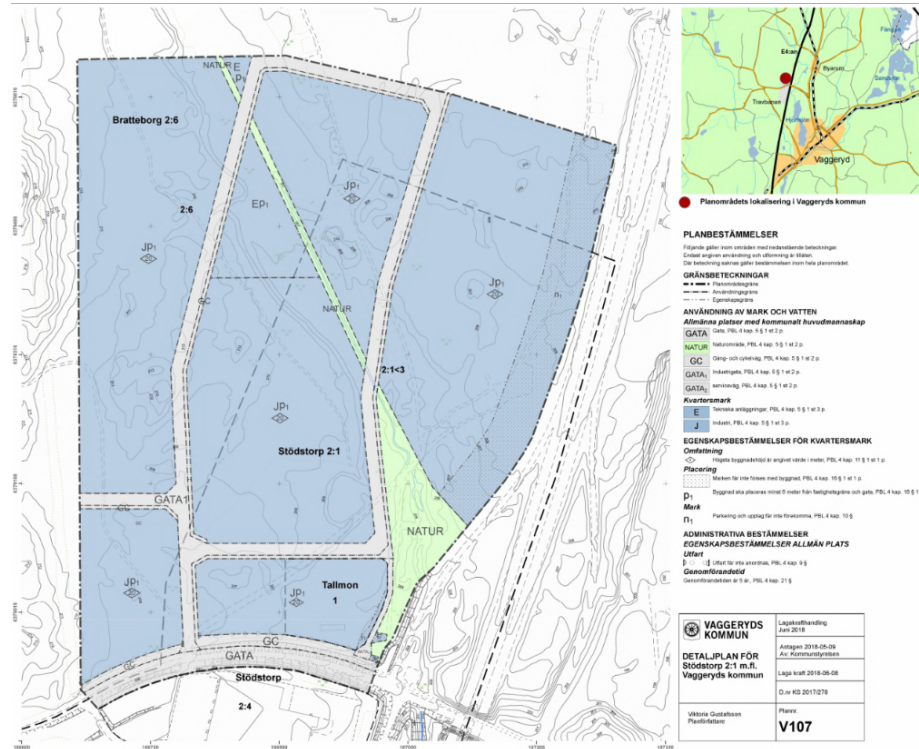 NATUR
E
p1
Bratteborg 2:6
2:6
Jp1
20
Ep1
Jp1
20
NATUR
Jp1
20
n1
GC
2:1<3
Jp1
20
Stödstorp 2:1
GATA1
GC
GC
NATUR
Jp1
20
Tallmon
1
Jp1
20
GC
GATA
GC
Stödstorp
2:4
E4:an
Byarum
Travbanan
Hjortsjön
Vaggeryd
Planområdets lokalisering i Vaggeryds kommun
PLANBESTÄMMELSER
Följande gäller inom områden med nedanstående beteckningar.
Endast angiven användning och utformning är tillåten.
Där beteckning saknas gäller bestämmelsen inom hela planområdet.
GRÄNSBETECKNINGAR
Planområdesgräns
Användningsgräns
Egenskapsgräns
ANVÄNDNING AV MARK OCH VATTEN
Allmänna platser med kommunalt huvudmannaskap
GATA Gata, PBL 4 kap. 5 § 1 st 2 p.
NATUR Naturområde, PBL 4 kap. 5 § 1 st 2 p.
GC Gång- och cykelväg, PBL 4 kap. 5 § 1 st 2 p.
GATA1 Industrigata, PBL 4 kap. 5 § 1 st 2 p.
GATA2 serviceväg, PBL 4 kap. 5 § 1 st 2 p.
Kvartersmark
E Tekniska anläggningar, PBL 4 kap. 5 § 1 st 3 p.
J Industri, PBL 4 kap. 5 § 1 st 3 p.
EGENSKAPSBESTÄMMELSER FÖR KVARTERSMARK
Omfattning
Högsta byggnadshöjd är angivet värde i meter, PBL 4 kap. 11 § 1 st 1 p.
Placering
Marken får inte förses med byggnad, PBL 4 kap. 16 § 1 st 1 p.
p1 Byggnad ska placeras minst 6 meter från fastighetsgräns och gata, PBL 4 kap. 16 § 1
Mark
n1 Parkering och upplag får inte förekomma, PBL 4 kap. 10 §
ADMINISTRATIVA BESTÄMMELSER
EGENSKAPSBESTÄMMELSER ALLMÄN PLATS
Utfart
Utfart får inte anordnas, PBL 4 kap. 9 §
Genomförandetid
Genomförandetiden är 5 år., PBL 4 kap. 21 §
VAGGERYDS
KOMMUN
Lagakrafthandling
Juni 2018
DETALJPLAN FÖR
Stödstorp 2:1 m.fl.
Vaggeryds kommun
Antagen 2018-05-09
Av: Kommunstyrelsen
Laga kraft 2018-06-08
D.nr KS 2017/276
Viktoria Gustafsson
Planförfattare
Plannr.
V107